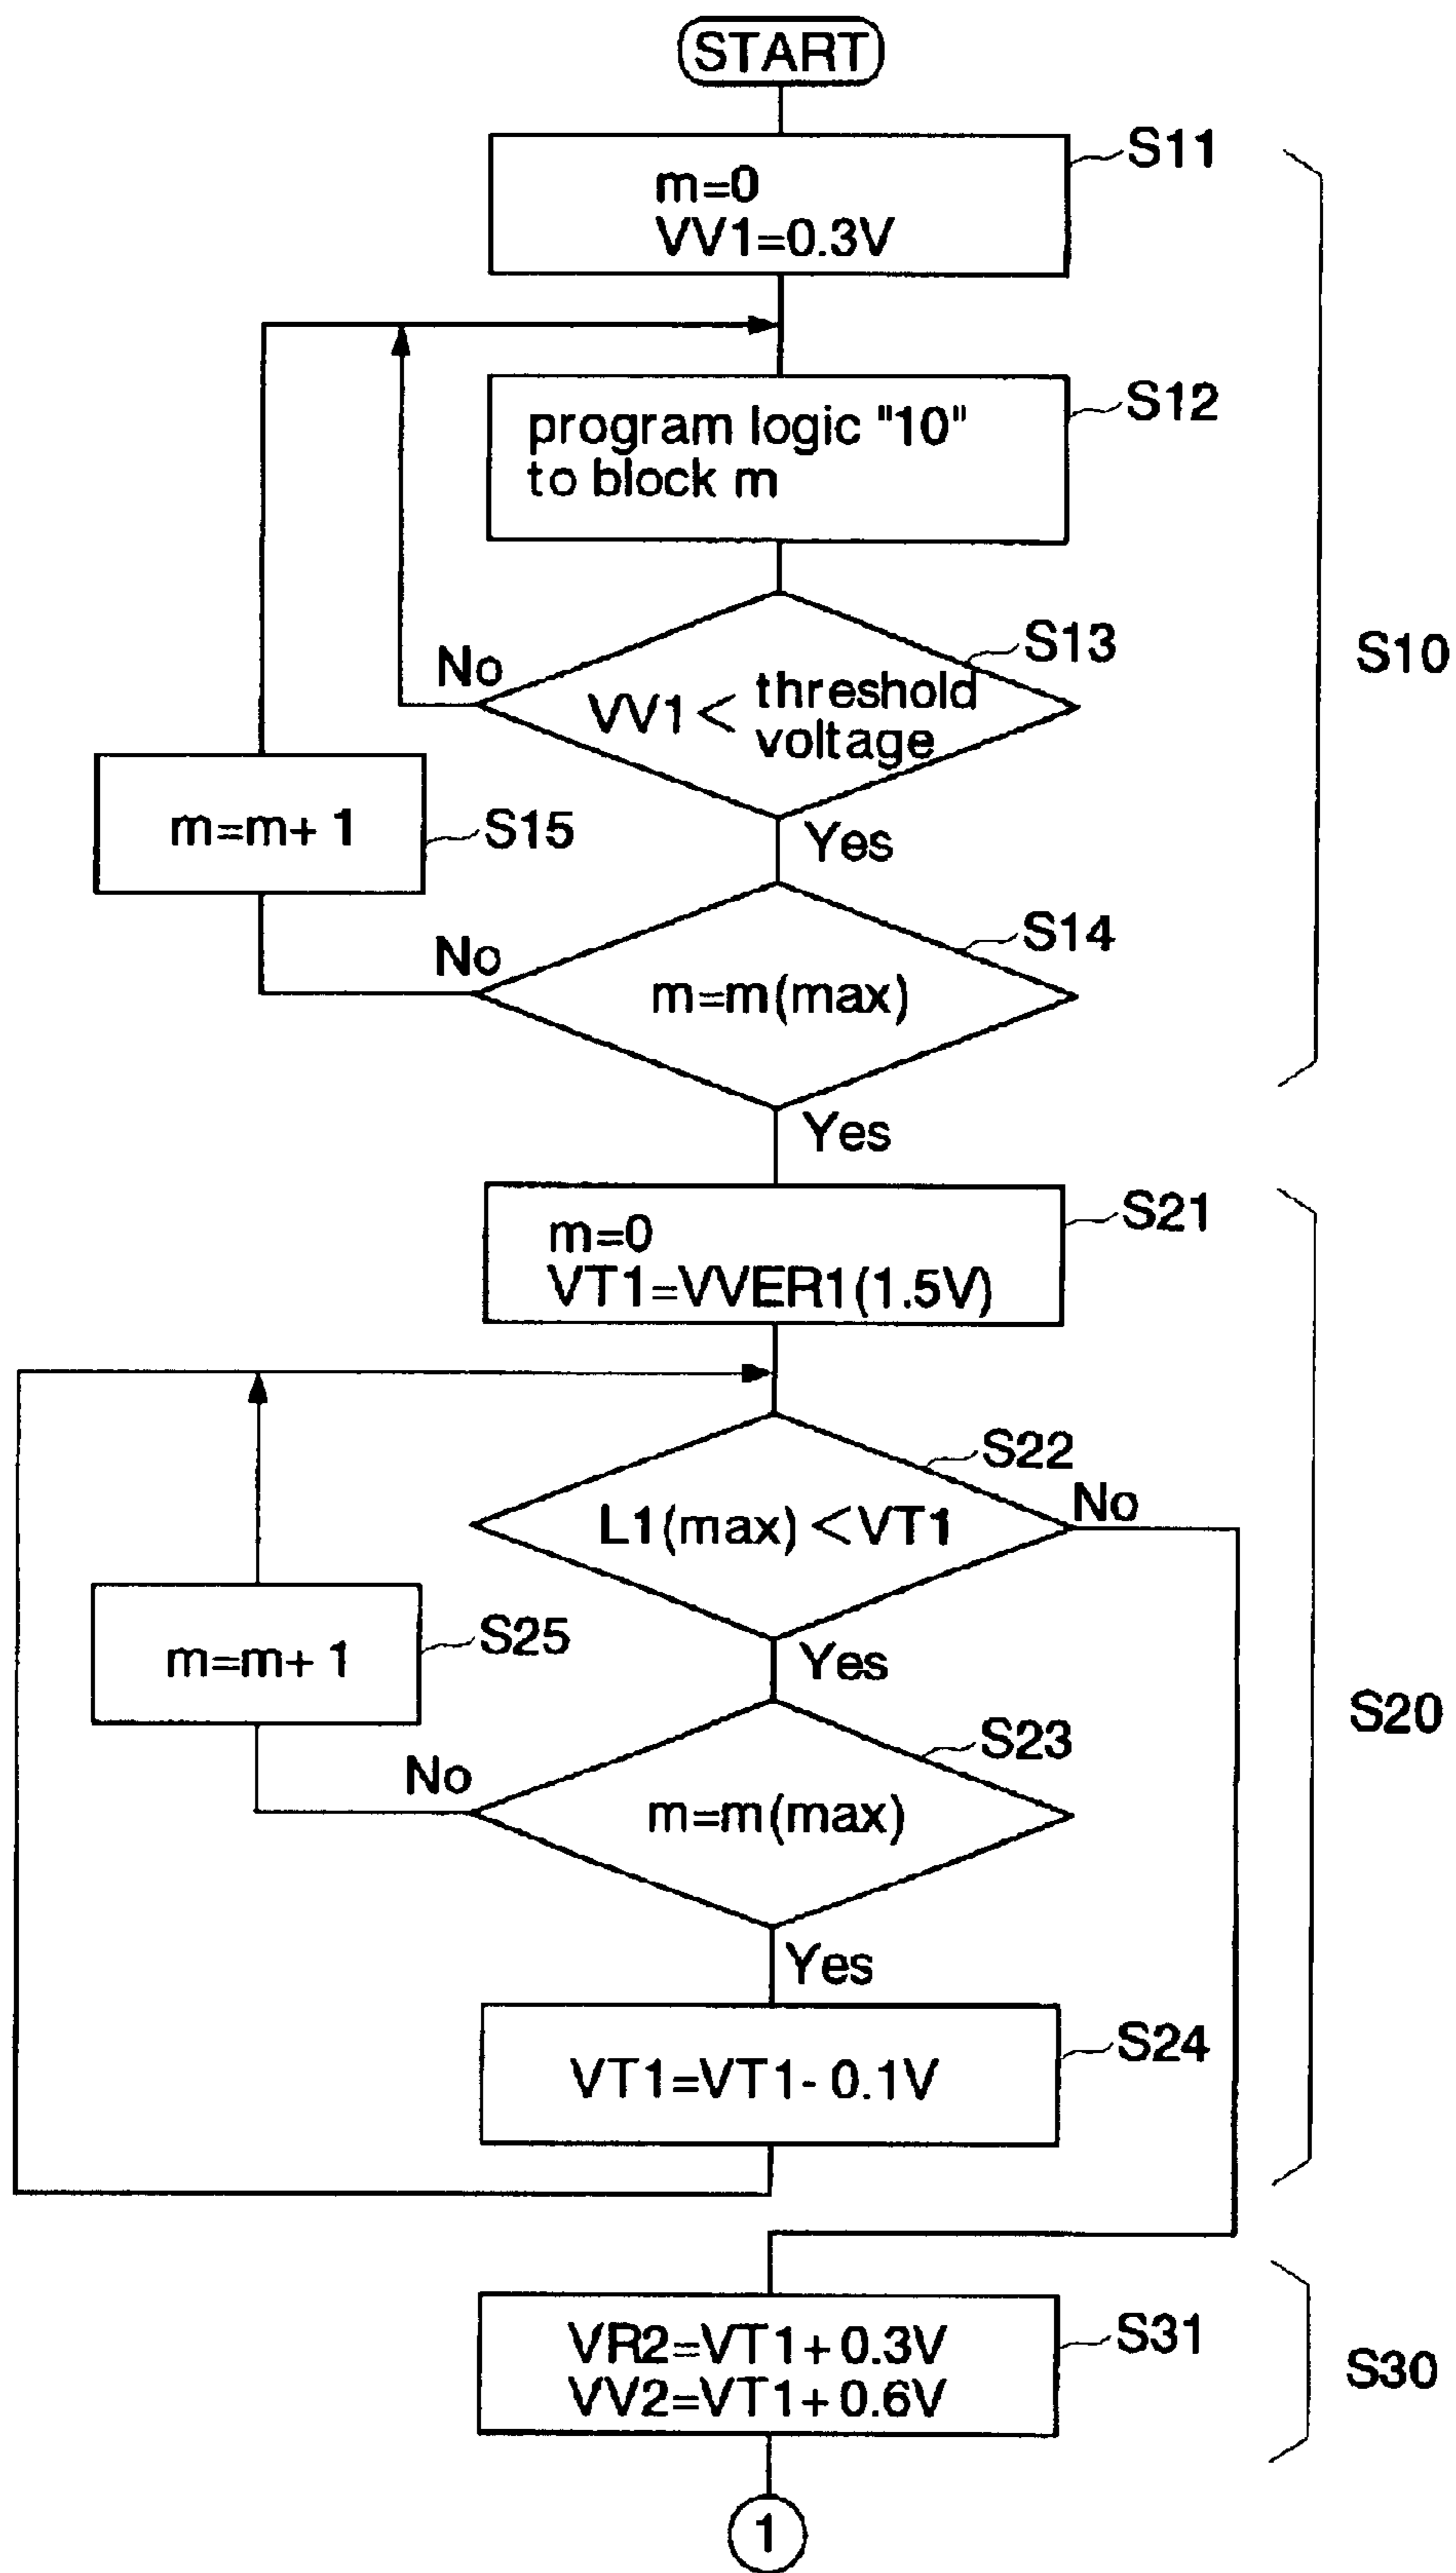 START
S11
m=0
VV1=0.3V
S12
program logic "10"
to block m
S13
No
VV1 < threshold
voltage
S10
m=m+1
S15
Yes
S14
No
m=m(max)
Yes
S21
m=0
VT1=VVER1(1.5V)
S22
No
L1(max) <VT1
m=m+1
S25
Yes
S20
S23
No
m=m(max)
Yes
S24
VT1=VT1-0.1V
S31
VR2=VT1+0.3V
VV2=VT1+0.6V
S30
1